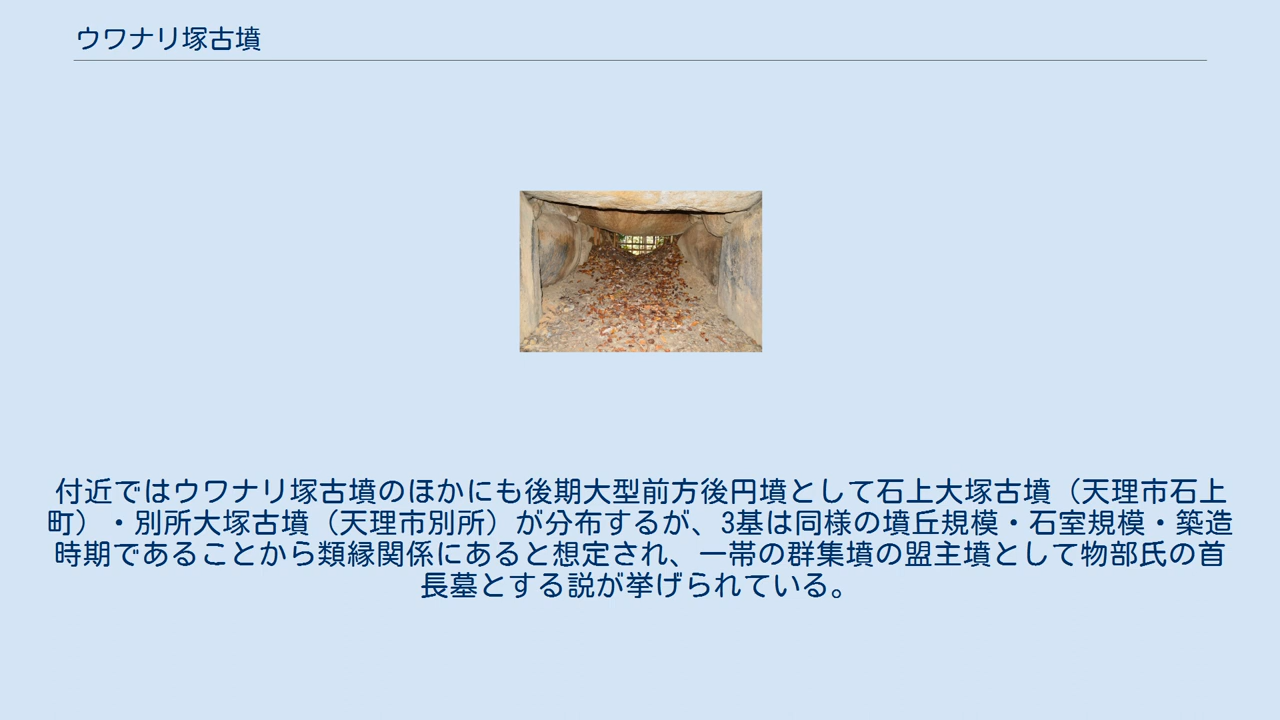 ウワナリ塚古墳
付近ではウワナリ塚古墳のほかにも後期大型前方後円墳として石上大塚古墳（天理市石上
町）・別所大塚古墳（天理市別所）が分布するが、3基は同様の墳丘規模・石室規模・築造
時期であることから類縁関係にあると想定され、一帯の群集墳の盟主墳として物部氏の首
長墓とする説が挙げられている。